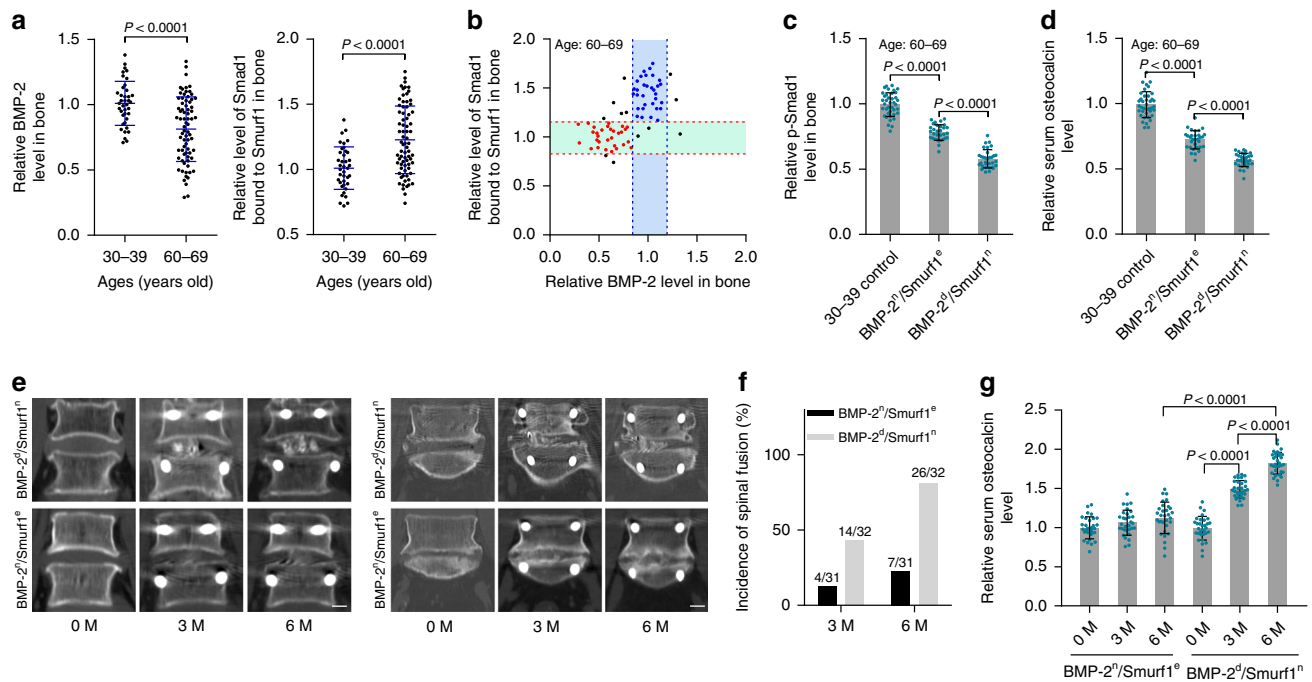 a
P < 0.0001
Relative BMP-2
level in bone
1.5
1.0
0.5
0.0
30–39
60–69
Ages (years old)
P < 0.0001
Relative level of Smad1
bound to Smurf1 in bone
2.0
1.5
1.0
0.5
30–39
60–69
Ages (years old)
b
Age: 60–69
Relative level of Smad1
bound to Smurf1 in bone
2.0
1.5
1.0
0.5
0.0
0.0
0.5
1.0
1.5
2.0
Relative BMP-2 level in bone
c
Age: 60–69
P < 0.0001
P < 0.0001
Relative p-Smad1
level in bone
1.5
1.0
0.5
0.0
30–39 control
BMP-2ⁿ/Smurf1ᵉ
BMP-2ᵈ/Smurf1ⁿ
d
Age: 60–69
P < 0.0001
P < 0.0001
Relative serum osteocalcin
level
1.5
1.0
0.5
0.0
30–39 control
BMP-2ⁿ/Smurf1ᵉ
BMP-2ᵈ/Smurf1ⁿ
e
BMP-2ᵈ/Smurf1ⁿ
BMP-2ⁿ/Smurf1ᵉ
0 M
3 M
6 M
BMP-2ᵈ/Smurf1ⁿ
BMP-2ⁿ/Smurf1ᵉ
0 M
3 M
6 M
f
BMP-2ⁿ/Smurf1ᵉ
BMP-2ᵈ/Smurf1ⁿ
Incidence of spinal fusion (%)
100
50
0
4/31
14/32
7/31
26/32
3 M
6 M
g
P < 0.0001
P < 0.0001
P < 0.0001
Relative serum osteocalcin
level
2.5
2.0
1.5
1.0
0.5
0.0
0 M
3 M
6 M
0 M
3 M
6 M
BMP-2ⁿ/Smurf1ᵉ
BMP-2ᵈ/Smurf1ⁿ